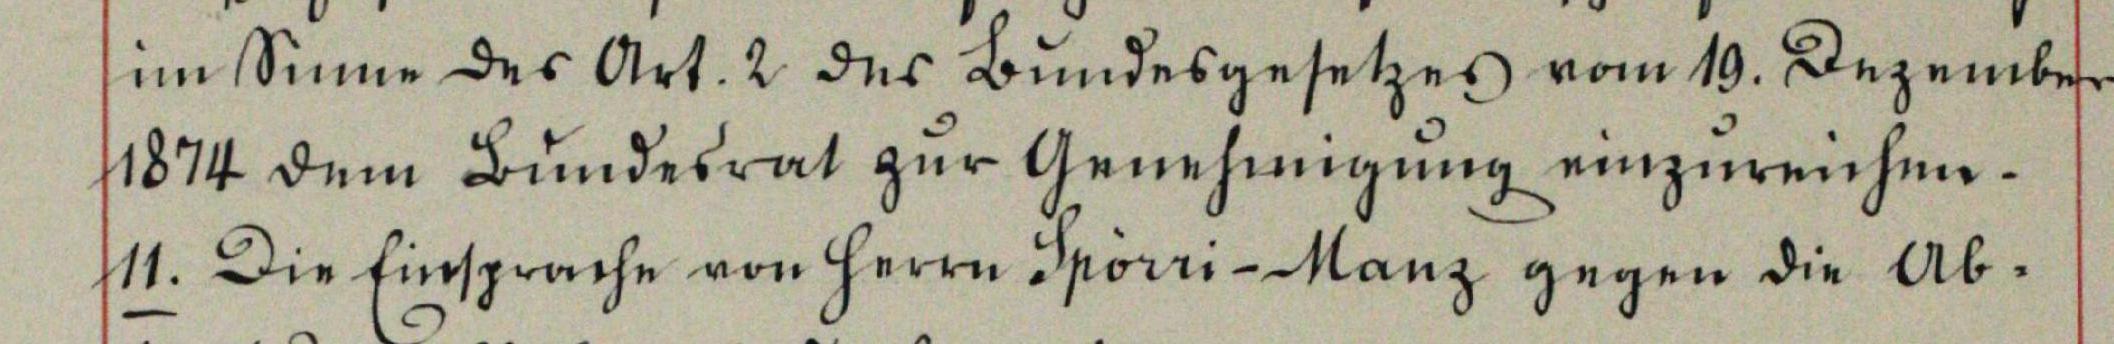 im Sinne des Art. 2 des Bundesgesetzes vom 19. Dezember
1874 dem Bundesrat zur Genehmigung einzureichen.
11. Die Einsprache von Herrn Spörri-Manz gegen die Ab-